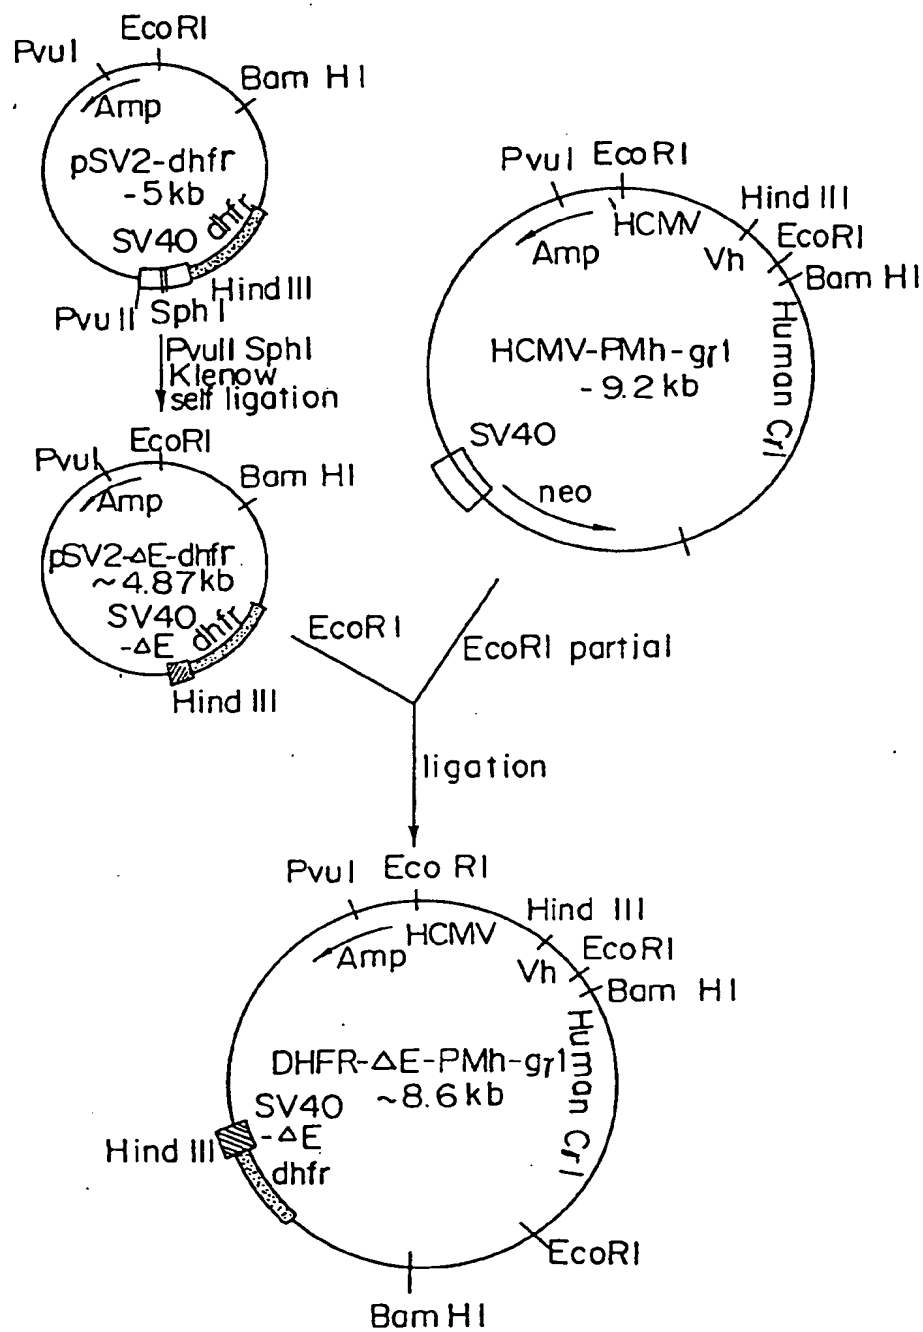 EcoRI
PvuI
Bam HI
Amp
pSV2-dhfr
-5 kb
SV40
dhfr
Hind III
PvuII
SphI
PvuII SphI
Klenow
self ligation
EcoRI
PvuI
Bam HI
Amp
pSV2-ΔE-dhfr
~4.87kb
SV40
-ΔE
dhfr
Hind III
PvuI
EcoRI
Hind III
HCMV
EcoRI
Amp
Vh
Bam HI
HCMV-PMh-gγ1
-9.2 kb
Human Cγ1
SV40
neo
EcoRI
EcoRI partial
ligation
PvuI
Eco RI
Hind III
HCMV
EcoRI
Amp
Vh
Bam HI
DHFR-ΔE-PMh-gγ1
~8.6 kb
Human Cγ1
SV40
-ΔE
Hind III
dhfr
EcoRI
Bam HI